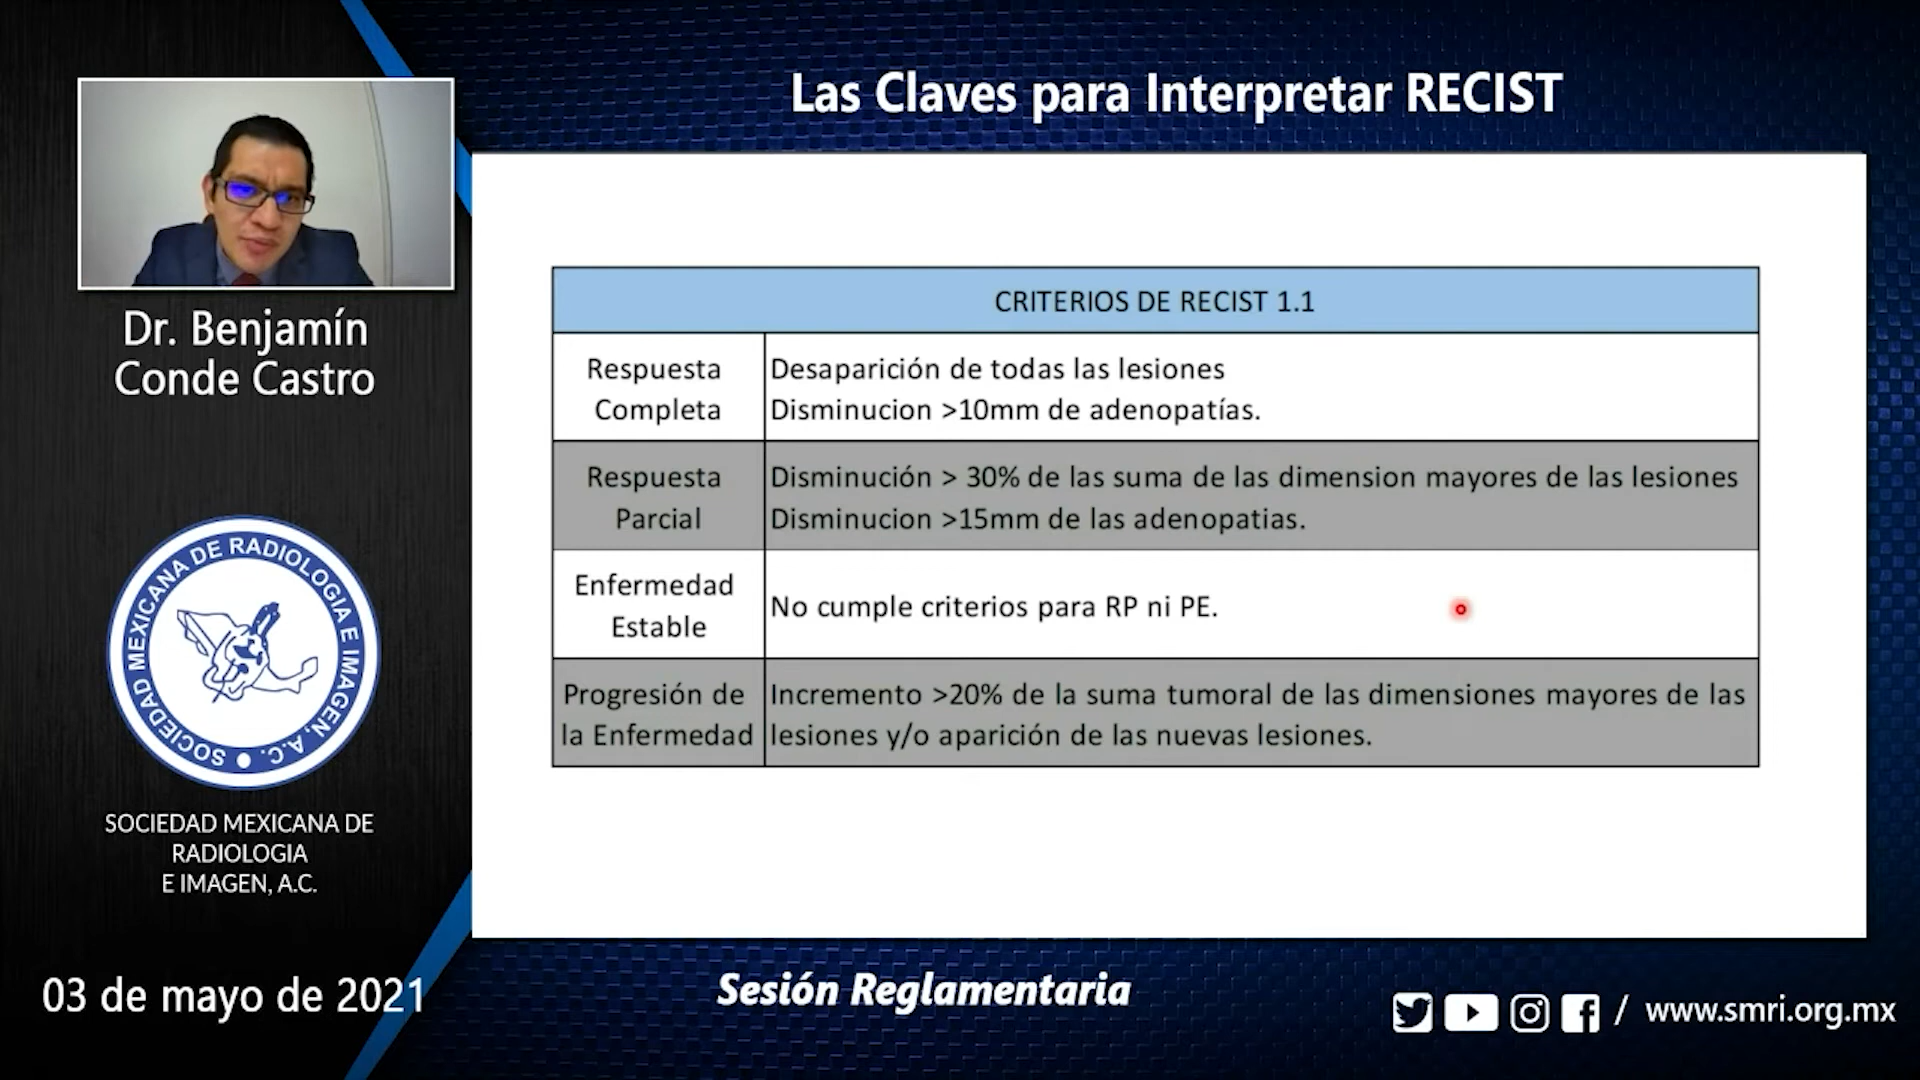 Las Claves para Interpretar RECIST
Dr. Benjamín
Conde Castro
SOCIEDAD MEXICANA DE RADIOLOGIA E IMAGEN, A.C.
SOCIEDAD MEXICANA DE
RADIOLOGIA
E IMAGEN, A.C.
03 de mayo de 2021
CRITERIOS DE RECIST 1.1
Respuesta
Completa
Desaparición de todas las lesiones
Disminucion >10mm de adenopatías.
Respuesta
Parcial
Disminución > 30% de las suma de las dimension mayores de las lesiones
Disminucion >15mm de las adenopatias.
Enfermedad
Estable
No cumple criterios para RP ni PE.
Progresión de
la Enfermedad
Incremento >20% de la suma tumoral de las dimensiones mayores de las
lesiones y/o aparición de las nuevas lesiones.
Sesión Reglamentaria
/ www.smri.org.mx